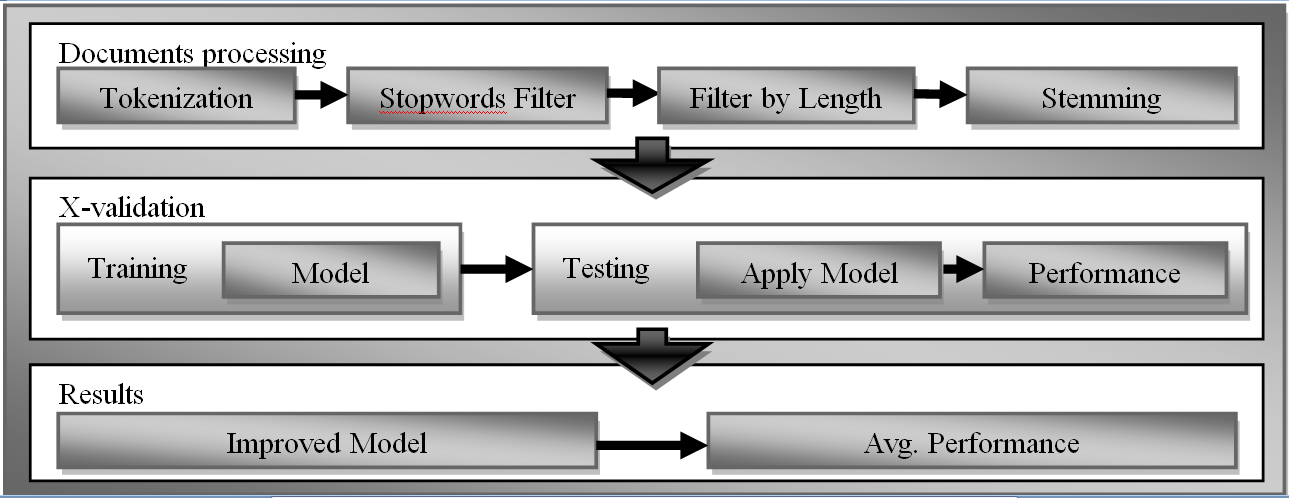 Documents processing
Tokenization
Stopwords Filter
Filter by Length
Stemming
X-validation
Training
Model
Testing
Apply Model
Performance
Results
Improved Model
Avg. Performance